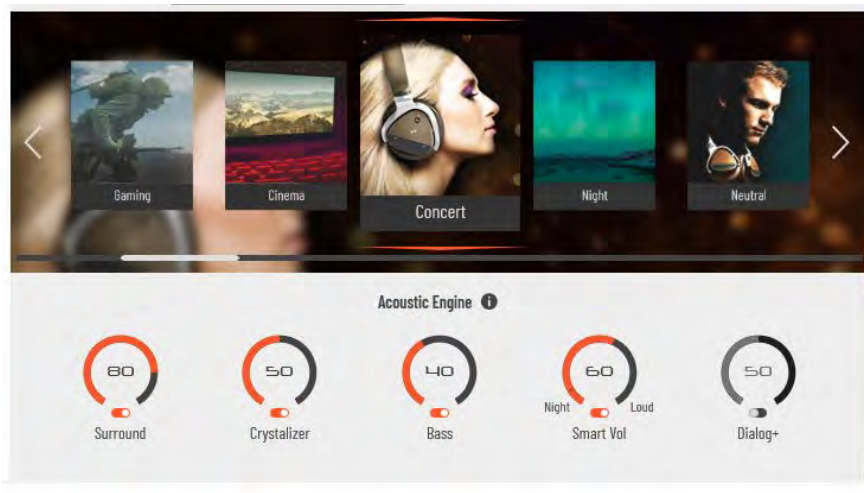 Gaming
Cinema
Concert
Night
Neutral
Acoustic Engine
80
50
40
60
50
Night
Loud
Surround
Crystalizer
Bass
Smart Vol
Dialog+